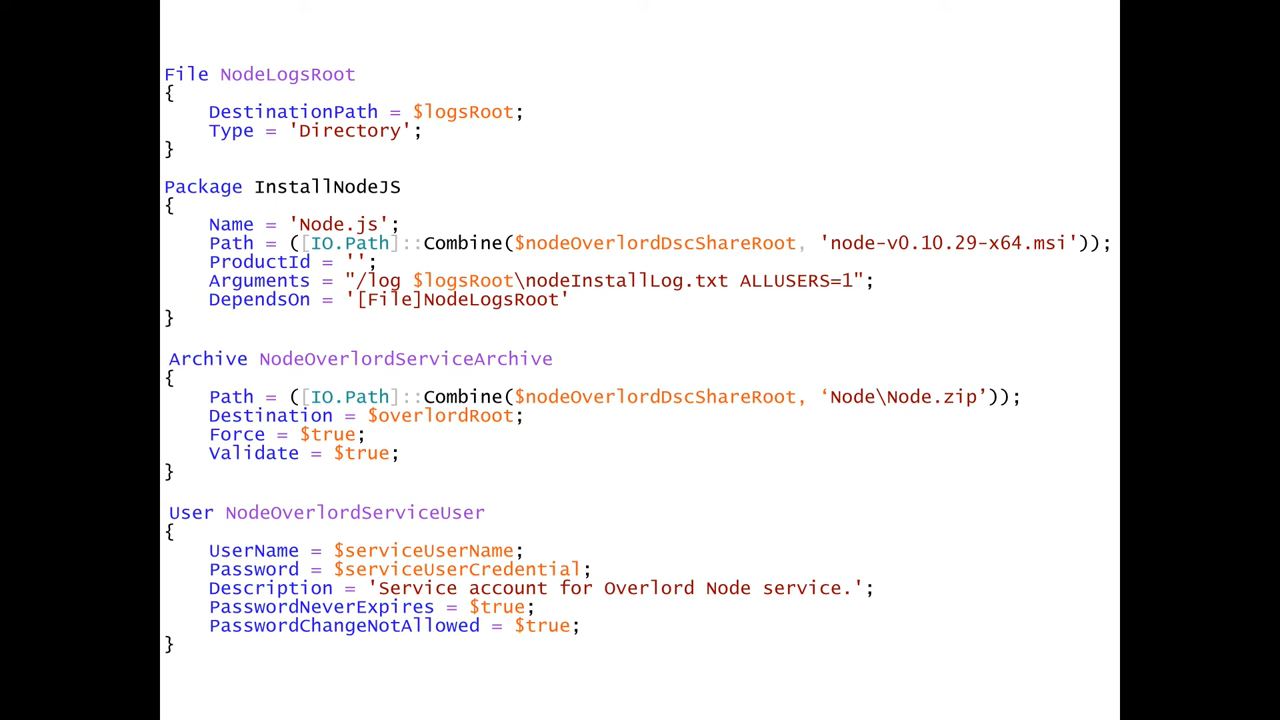 File NodeLogsRoot
{
    DestinationPath = $logsRoot;
    Type = 'Directory';
}
Package InstallNodeJS
{
    Name = 'Node.js';
    Path = ([IO.Path]::Combine($nodeOverlordDscShareRoot, 'node-v0.10.29-x64.msi'));
    ProductId = '';
    Arguments = "/log $logsRoot\nodeInstallLog.txt ALLUSERS=1";
    DependsOn = '[File]NodeLogsRoot'
}
Archive NodeOverlordServiceArchive
{
    Path = ([IO.Path]::Combine($nodeOverlordDscShareRoot, ‘Node\Node.zip’));
    Destination = $overlordRoot;
    Force = $true;
    Validate = $true;
}
User NodeOverlordServiceUser
{
    UserName = $serviceUserName;
    Password = $serviceUserCredential;
    Description = 'Service account for Overlord Node service.';
    PasswordNeverExpires = $true;
    PasswordChangeNotAllowed = $true;
}